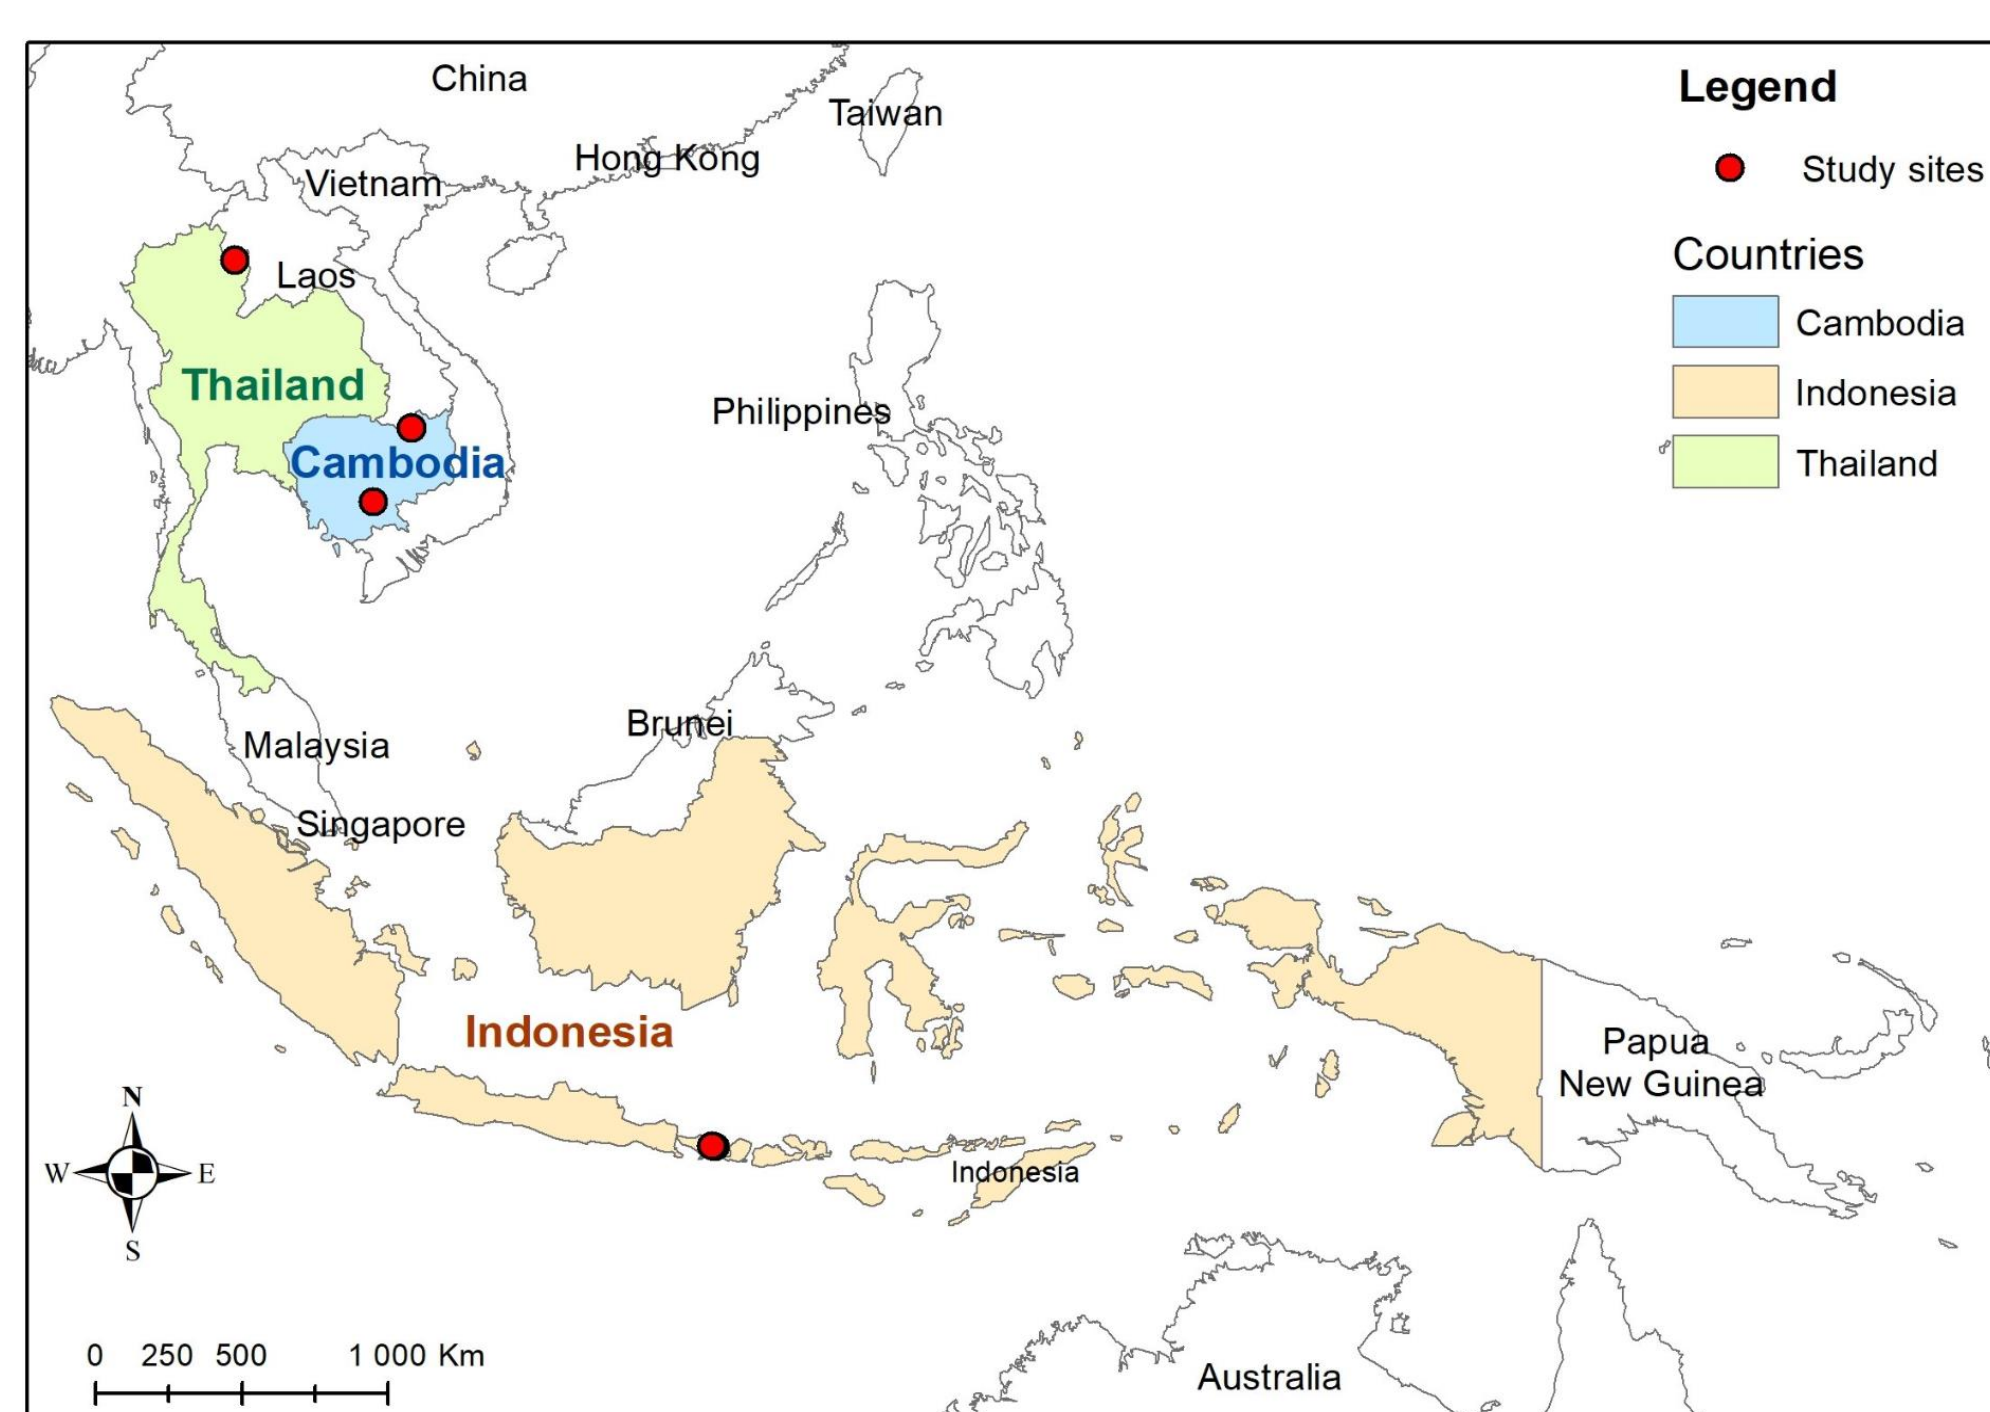 China
Taiwan
Hong Kong
Vietnam
Laos
Thailand
Cambodia
Philippines
Brunei
Malaysia
Singapore
Indonesia
Indonesia
Papua
New Guinea
Australia
Legend
Study sites
Countries
Cambodia
Indonesia
Thailand
N
W E
S
0 250 500 1 000 Km